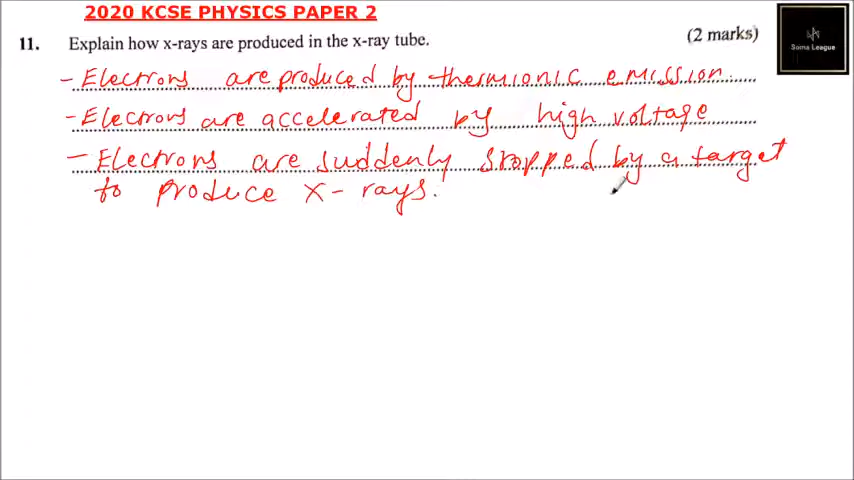 2020 KCSE PHYSICS PAPER 2
11. Explain how x-rays are produced in the x-ray tube. (2 marks)
Soma League
- Electrons are produced by thermionic emission.
- Electrons are accelerated by high voltage
- Electrons are suddenly stopped by a target
to produce x-rays.